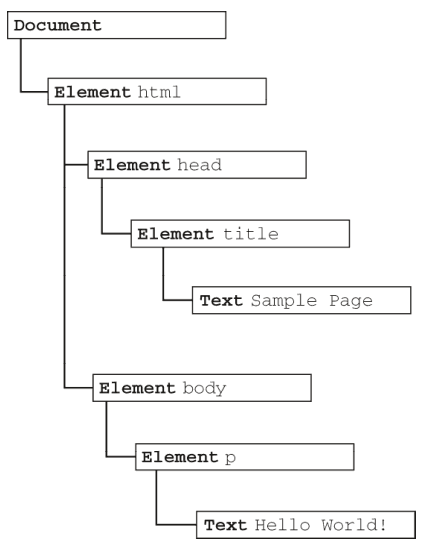 Document
Element html
Element head
Element title
Text Sample Page
Element body
Element p
Text Hello World!